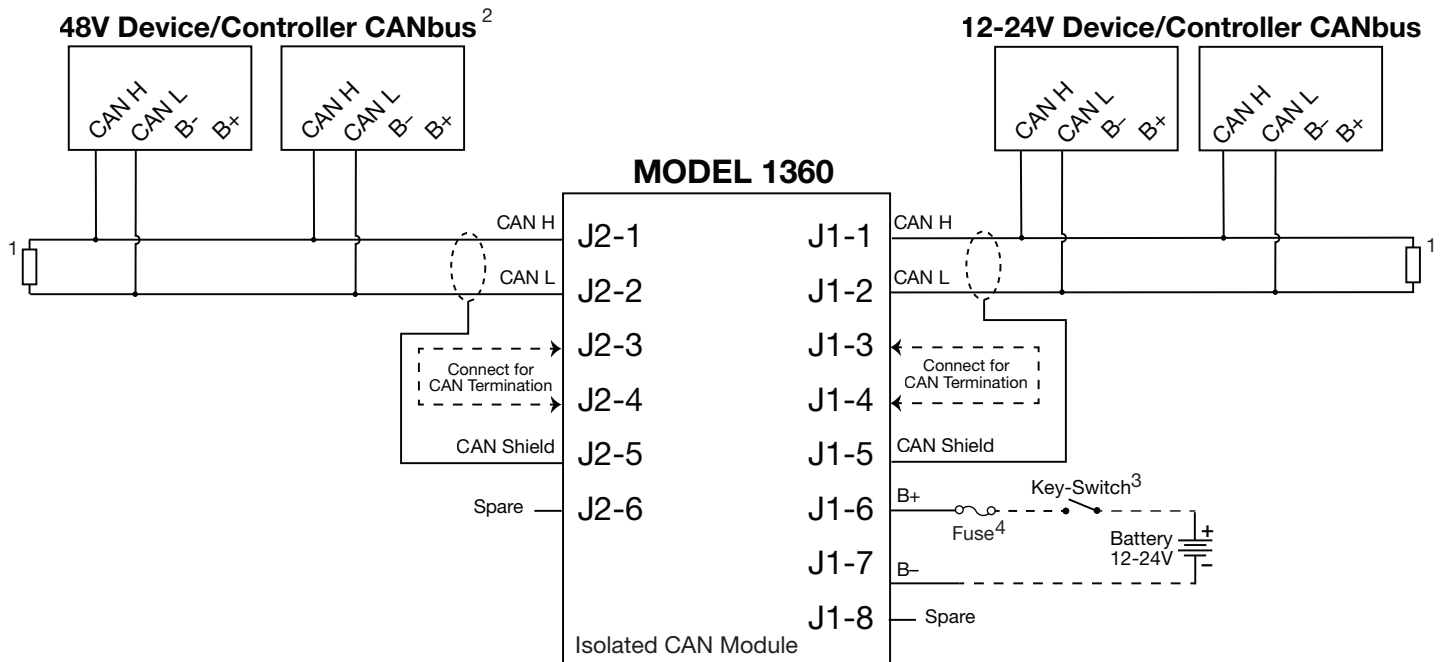 48V Device/Controller CANbus 2
12-24V Device/Controller CANbus
CAN H
CAN L
B-
B+
CAN H
CAN L
B-
B+
CAN H
CAN L
B–
B+
CAN H
CAN L
B–
B+
MODEL 1360
1
CAN H
J2-1
J1-1
CAN H
1
CAN L
J2-2
J1-2
CAN L
J2-3
J1-3
Connect for
CAN Termination
Connect for
CAN Termination
J2-4
J1-4
CAN Shield
J2-5
J1-5
CAN Shield
Spare
J2-6
J1-6
B+
Fuse4
Key-Switch3
Battery
12-24V
+
–
J1-7
B–
J1-8
Spare
Isolated CAN Module